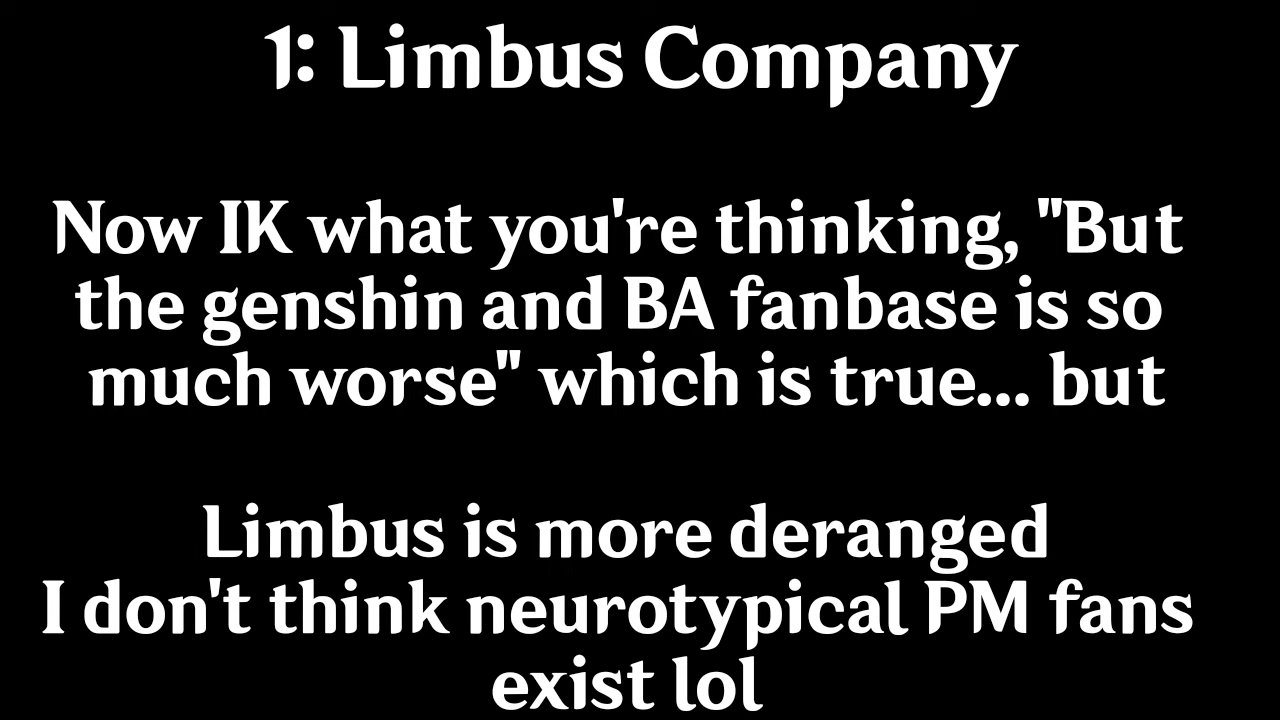 1: Limbus Company
Now IK what you're thinking, "But
the genshin and BA fanbase is so
much worse" which is true... but
Limbus is more deranged
I don't think neurotypical PM fans
exist lol